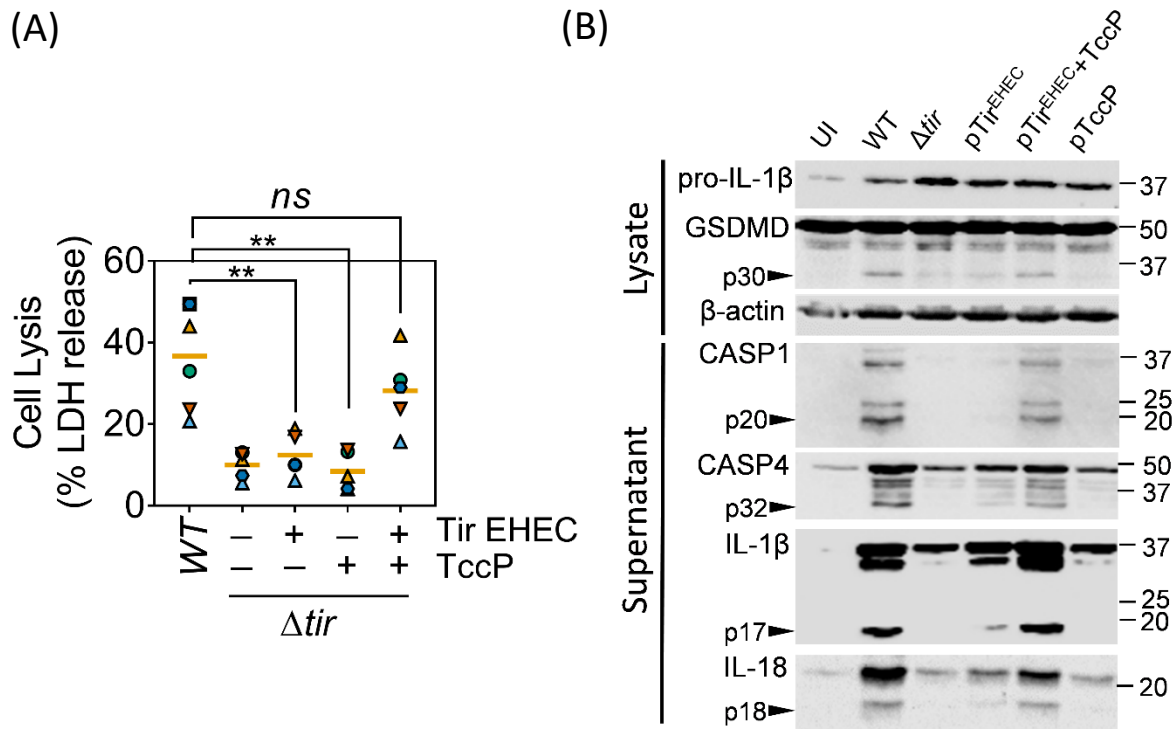 (A)
ns
**
**
60
40
20
0
Cell Lysis
(% LDH release)
WT
– + – + Tir EHEC
– – + + TccP
Δtir
(B)
UI WT Δtir pTirEHEC pTirEHEC+TccP pTccP
Lysate
pro-IL-1β 37
GSDMD 50
37
p30
β-actin
Supernatant
CASP1 37
25
p20 20
CASP4 50
37
p32
IL-1β 37
25
20
p17
IL-18
20
p18